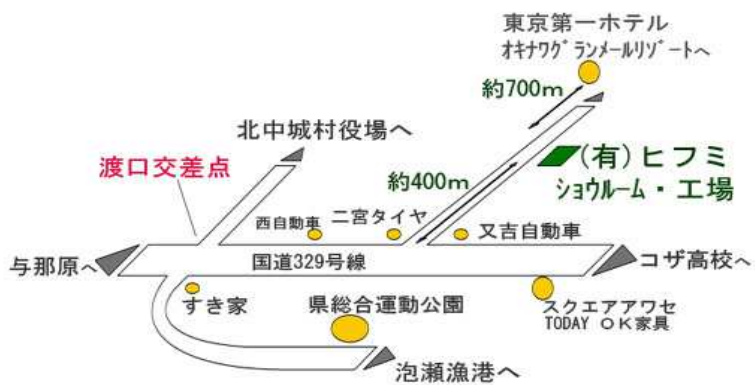 東京第一ホテル
オキナワグランメールリゾートへ
約700m
北中城村役場へ
渡口交差点
(有)ヒフミ
ショウルーム・工場
約400m
西自動車
二宮タイヤ
又吉自動車
与那原へ
国道329号線
コザ高校へ
すき家
県総合運動公園
スクエアアワセ
TODAY OK家具
泡瀬漁港へ